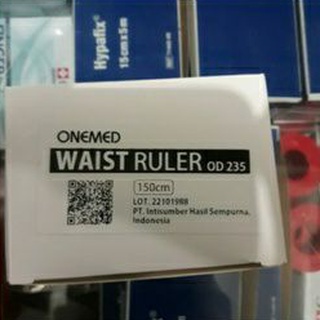 Hypafix®
15cm x 5m
ONEMED
WAIST RULER OD 235
150cm
LOT. 22101988
PT. Intisumber Hasil Sempurna.
Indonesia